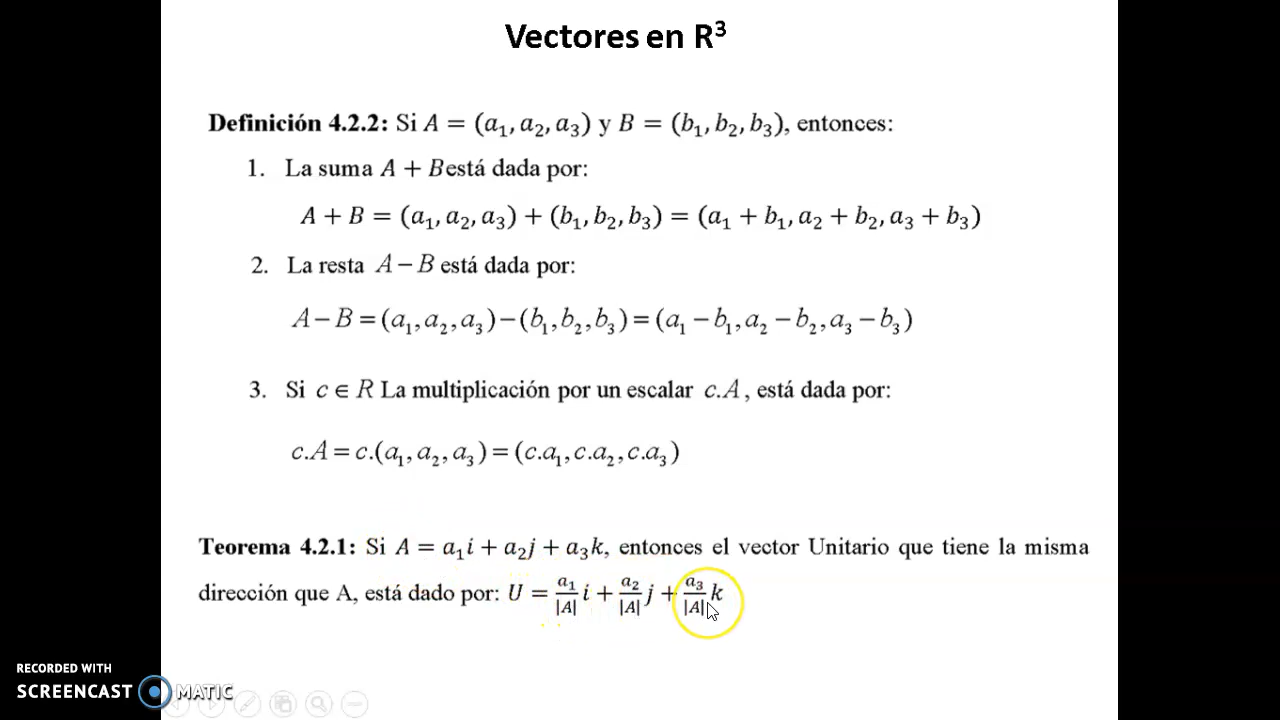 Vectores en R³
Definición 4.2.2: Si A = (a₁, a₂, a₃) y B = (b₁, b₂, b₃), entonces:
1. La suma A + Bestá dada por:
A + B = (a₁, a₂, a₃) + (b₁, b₂, b₃) = (a₁ + b₁, a₂ + b₂, a₃ + b₃)
2. La resta A − B está dada por:
A − B = (a₁, a₂, a₃) − (b₁, b₂, b₃) = (a₁ − b₁, a₂ − b₂, a₃ − b₃)
3. Si c ∈ R La multiplicación por un escalar c.A , está dada por:
c.A = c.(a₁, a₂, a₃) = (c.a₁, c.a₂, c.a₃)
Teorema 4.2.1: Si A = a₁i + a₂j + a₃k, entonces el vector Unitario que tiene la misma
dirección que A, está dado por: U = a₁/|A| i + a₂/|A| j + a₃/|A| k
RECORDED WITH
SCREENCAST MATIC